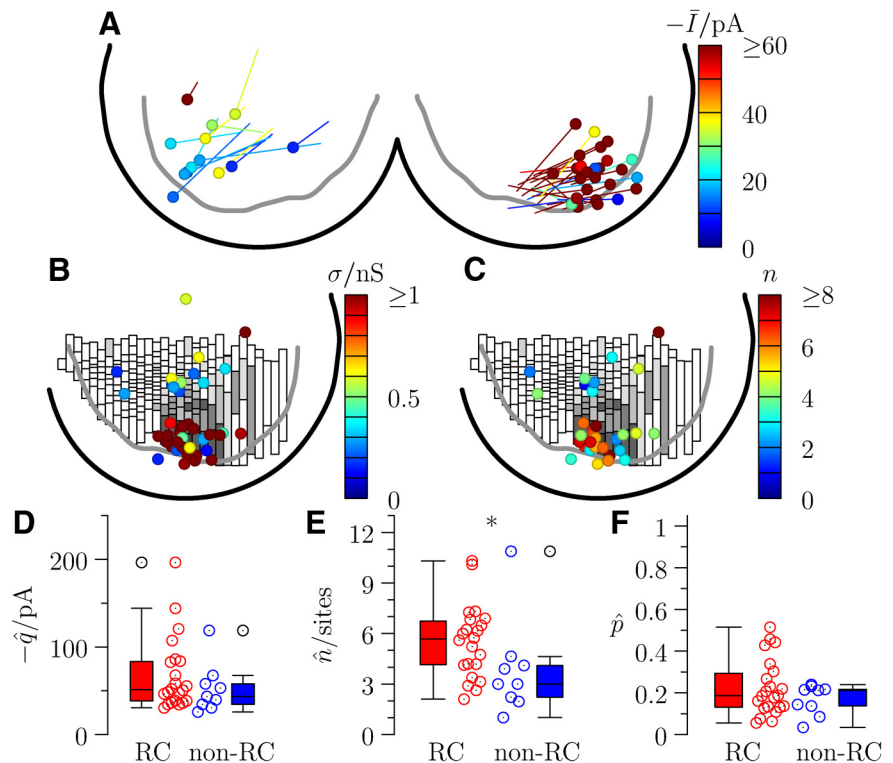 A
−Ī/pA
≥60
40
20
0
B
σ/nS
≥1
0.5
0
C
n
≥8
6
4
2
0
D
−q̂/pA
200
100
0
RC
non-RC
E
n̂/sites
*
12
9
6
3
0
RC
non-RC
F
p̂
1
0.8
0.6
0.4
0.2
0
RC
non-RC